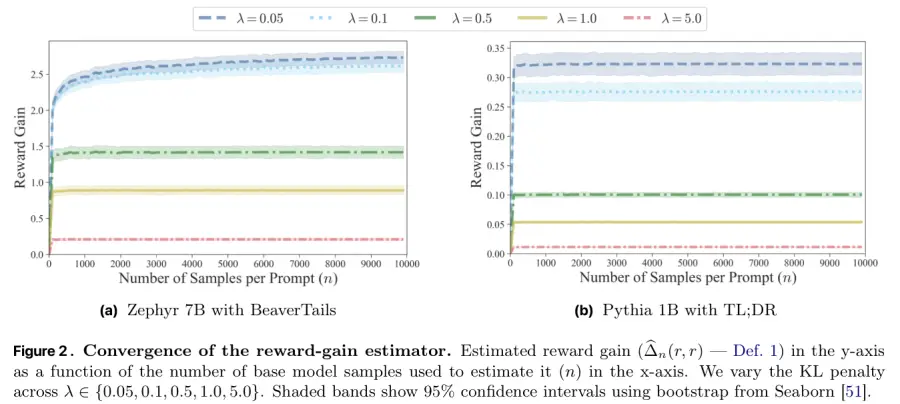 λ = 0.05 λ = 0.1 λ = 0.5 λ = 1.0 λ = 5.0
Reward Gain
2.5
2.0
1.5
1.0
0.5
0.0
0 1000 2000 3000 4000 5000 6000 7000 8000 9000 10000
Number of Samples per Prompt (n)
(a) Zephyr 7B with BeaverTails
Reward Gain
0.35
0.30
0.25
0.20
0.15
0.10
0.05
0.00
0 1000 2000 3000 4000 5000 6000 7000 8000 9000 10000
Number of Samples per Prompt (n)
(b) Pythia 1B with TL;DR
Figure 2. Convergence of the reward-gain estimator. Estimated reward gain (Δ̂ₙ(r, r) — Def. 1) in the y-axis
as a function of the number of base model samples used to estimate it (n) in the x-axis. We vary the KL penalty
across λ ∈ {0.05, 0.1, 0.5, 1.0, 5.0}. Shaded bands show 95% confidence intervals using bootstrap from Seaborn [51].